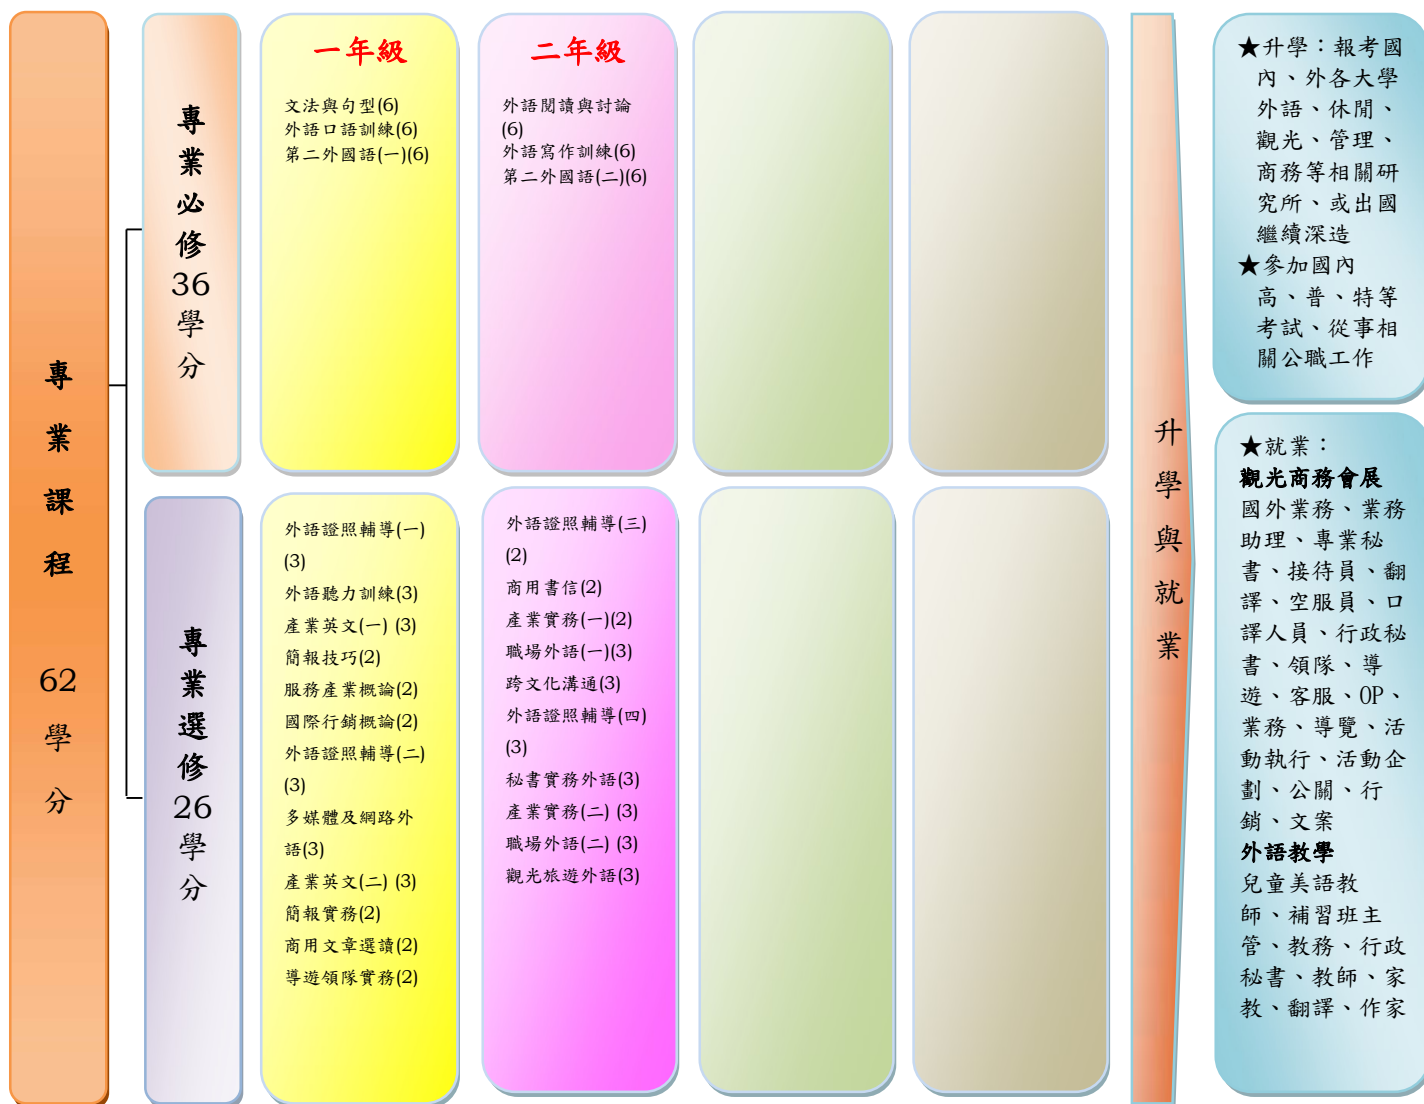 專
業
課
程
62
學
分
專
業
必
修
36
學
分
一年級
文法與句型(6)
外語口語訓練(6)
第二外國語(一)(6)
二年級
外語閱讀與討論
(6)
外語寫作訓練(6)
第二外國語(二)(6)
專
業
選
修
26
學
分
外語證照輔導(一)
(3)
外語聽力訓練(3)
產業英文(一) (3)
簡報技巧(2)
服務產業概論(2)
國際行銷概論(2)
外語證照輔導(二)
(3)
多媒體及網路外
語(3)
產業英文(二) (3)
簡報實務(2)
商用文章選讀(2)
導遊領隊實務(2)
外語證照輔導(三)
(2)
商用書信(2)
產業實務(一)(2)
職場外語(一)(3)
跨文化溝通(3)
外語證照輔導(四)
(3)
秘書實務外語(3)
產業實務(二) (3)
職場外語(二) (3)
觀光旅遊外語(3)
升
學
與
就
業
★升學：報考國
內、外各大學
外語、休閒、
觀光、管理、
商務等相關研
究所、或出國
繼續深造
★參加國內
高、普、特等
考試、從事相
關公職工作
★就業：
觀光商務會展
國外業務、業務
助理、專業秘
書、接待員、翻
譯、空服員、口
譯人員、行政秘
書、領隊、導
遊、客服、OP、
業務、導覽、活
動執行、活動企
劃、公關、行
銷、文案
外語教學
兒童美語教
師、補習班主
管、教務、行政
秘書、教師、家
教、翻譯、作家